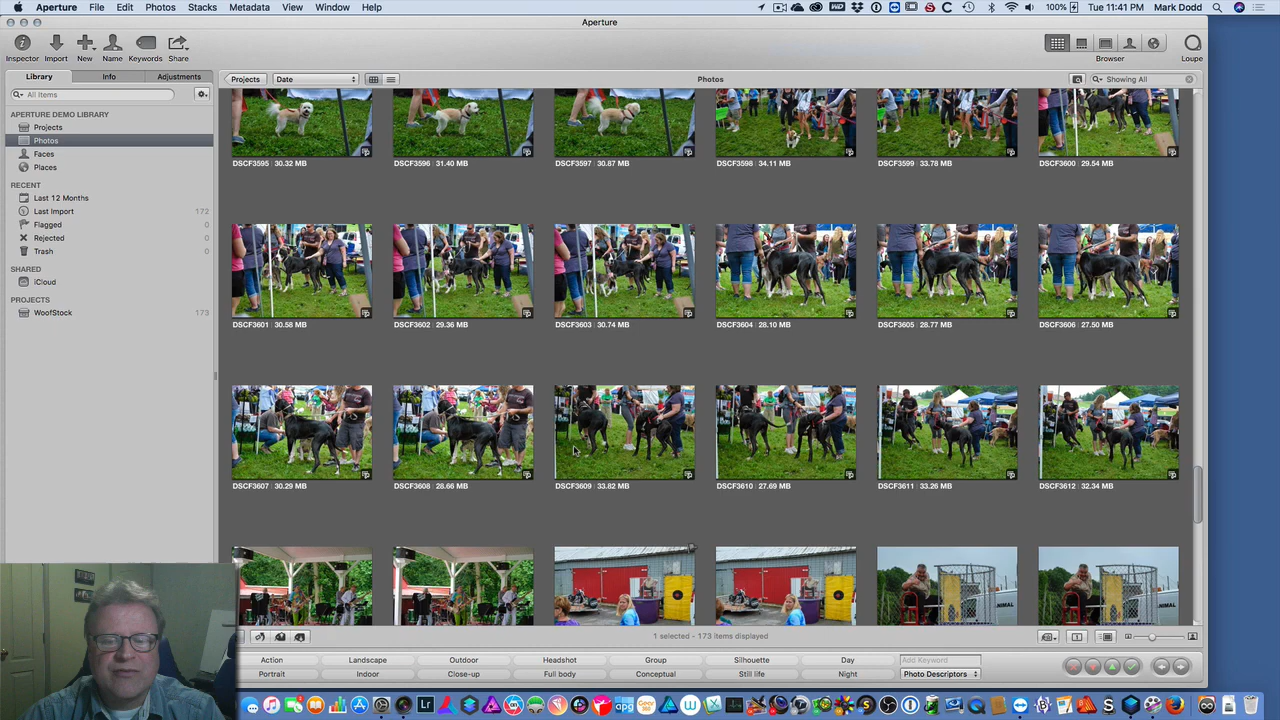 Aperture File Edit Photos Stacks Metadata View Window Help 100% Tue 11:41 PM Mark Dodd
Aperture
Inspector Import New Name Keywords Share Browser Loupe
Library Info Adjustments Projects Date Photos Showing All
All Items
APERTURE DEMO LIBRARY
Projects
Photos
Faces
Places
RECENT
Last 12 Months
Last Import 172
Flagged 0
Rejected 0
Trash 0
SHARED
iCloud
PROJECTS
WoofStock 173
DSCF3595 30.32 MB DSCF3596 31.40 MB DSCF3597 30.87 MB DSCF3598 34.11 MB DSCF3599 33.78 MB DSCF3600 29.54 MB
DSCF3601 30.58 MB DSCF3602 29.36 MB DSCF3603 30.74 MB DSCF3604 28.10 MB DSCF3605 28.77 MB DSCF3606 27.50 MB
DSCF3607 30.29 MB DSCF3608 28.66 MB DSCF3609 33.82 MB DSCF3610 27.69 MB DSCF3611 33.26 MB DSCF3612 32.34 MB
NIMAL ANIMAL
1 selected - 173 items displayed
Action Landscape Outdoor Headshot Group Silhouette Day Add Keyword
Portrait Indoor Close-up Full body Conceptual Still life Night Photo Descriptors
Lr apg W